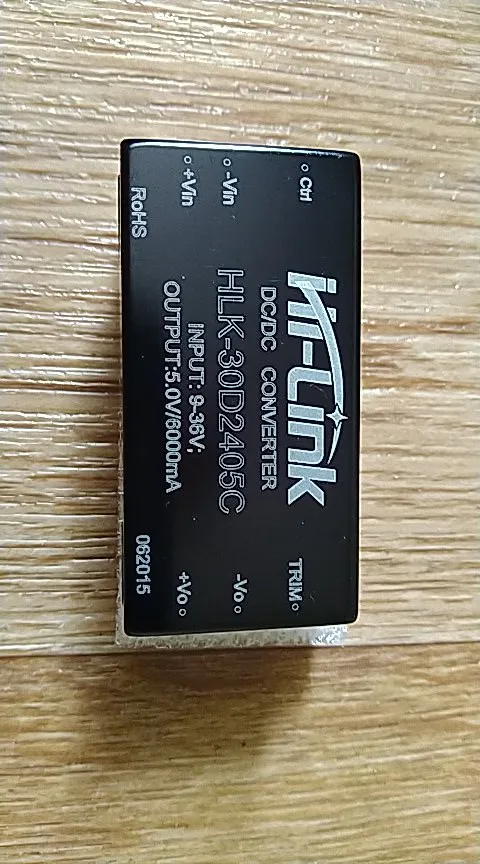 Ctrl
TRIM
Hi-Link
DC/DC CONVERTER
-Vin
HLK-30D2405C
-Vo
+Vin
INPUT: 9-36V;
OUTPUT:5.0V/6000mA
+Vo
RoHS
062015